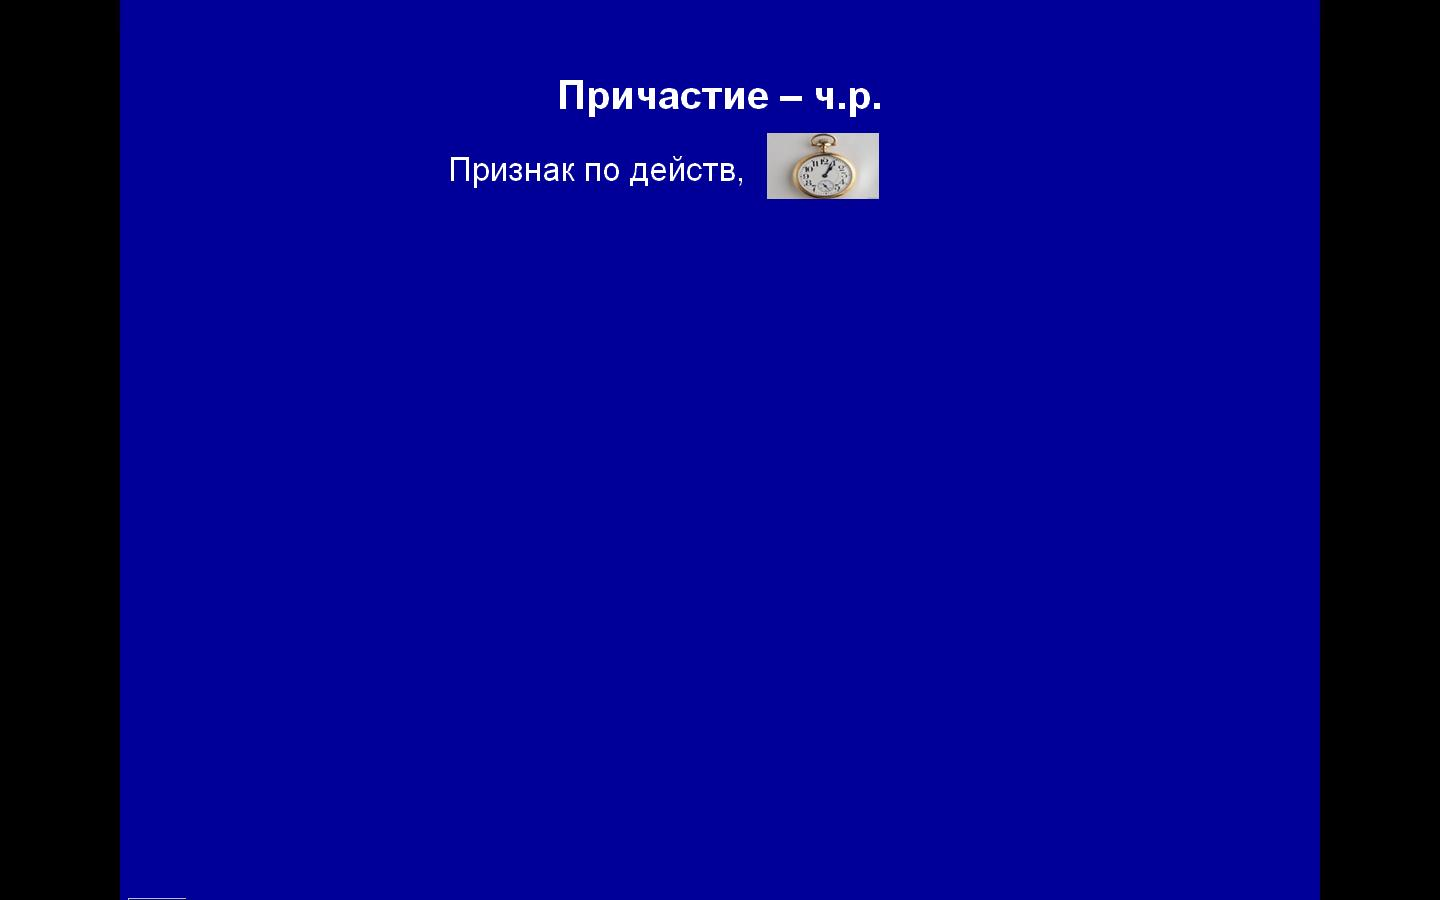 Причастие – ч.р.
Признак по действ,